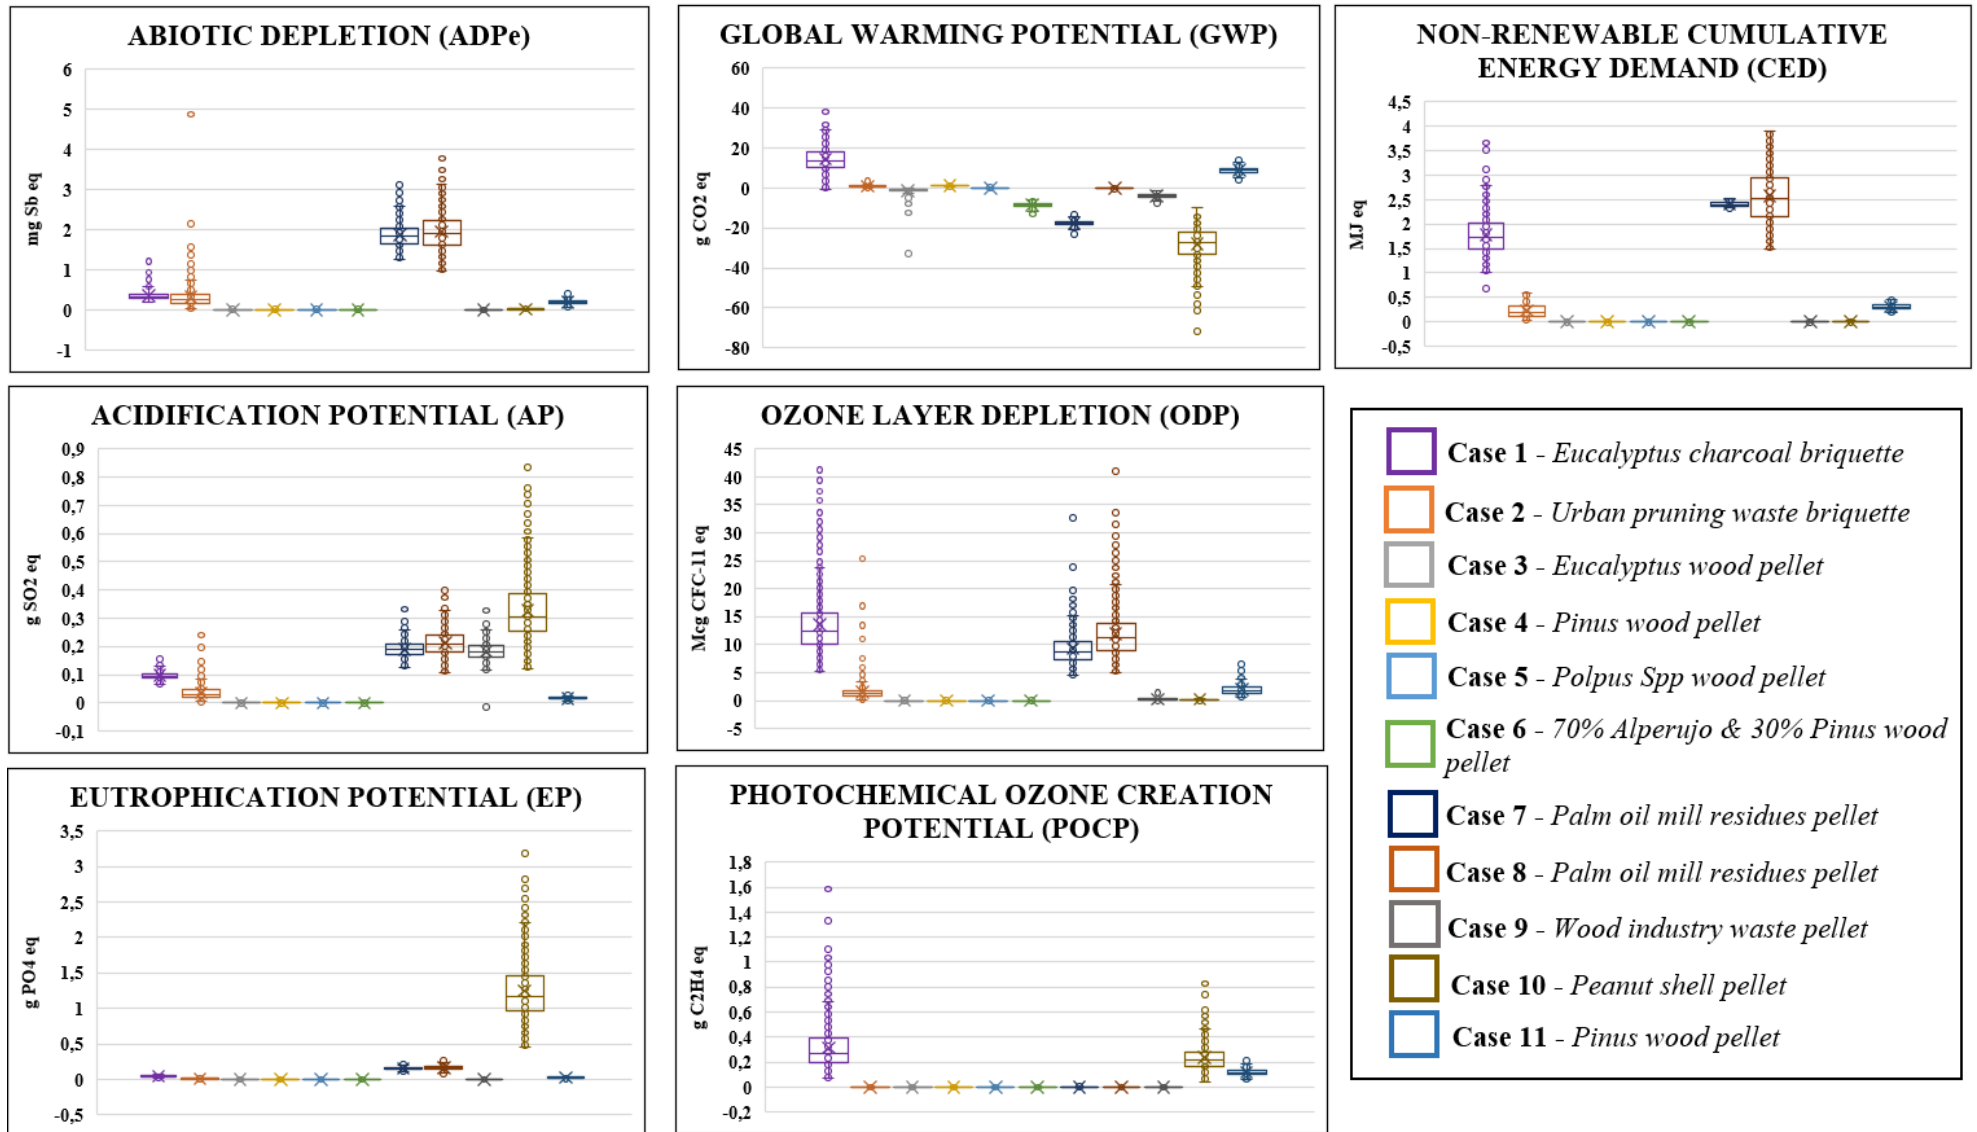 ABIOTIC DEPLETION (ADPe)
mg Sb eq
6
5
4
3
2
1
0
-1
GLOBAL WARMING POTENTIAL (GWP)
g CO2 eq
60
40
20
0
-20
-40
-60
-80
NON-RENEWABLE CUMULATIVE
ENERGY DEMAND (CED)
MJ eq
4,5
4
3,5
3
2,5
2
1,5
1
0,5
0
-0,5
ACIDIFICATION POTENTIAL (AP)
g SO2 eq
0,9
0,8
0,7
0,6
0,5
0,4
0,3
0,2
0,1
0
-0,1
OZONE LAYER DEPLETION (ODP)
Mcg CFC-11 eq
45
40
35
30
25
20
15
10
5
0
-5
EUTROPHICATION POTENTIAL (EP)
g PO4 eq
3,5
3
2,5
2
1,5
1
0,5
0
-0,5
PHOTOCHEMICAL OZONE CREATION
POTENTIAL (POCP)
g C2H4 eq
1,8
1,6
1,4
1,2
1
0,8
0,6
0,4
0,2
0
-0,2
Case 1 - Eucalyptus charcoal briquette
Case 2 - Urban pruning waste briquette
Case 3 - Eucalyptus wood pellet
Case 4 - Pinus wood pellet
Case 5 - Polpus Spp wood pellet
Case 6 - 70% Alperujo & 30% Pinus wood
pellet
Case 7 - Palm oil mill residues pellet
Case 8 - Palm oil mill residues pellet
Case 9 - Wood industry waste pellet
Case 10 - Peanut shell pellet
Case 11 - Pinus wood pellet